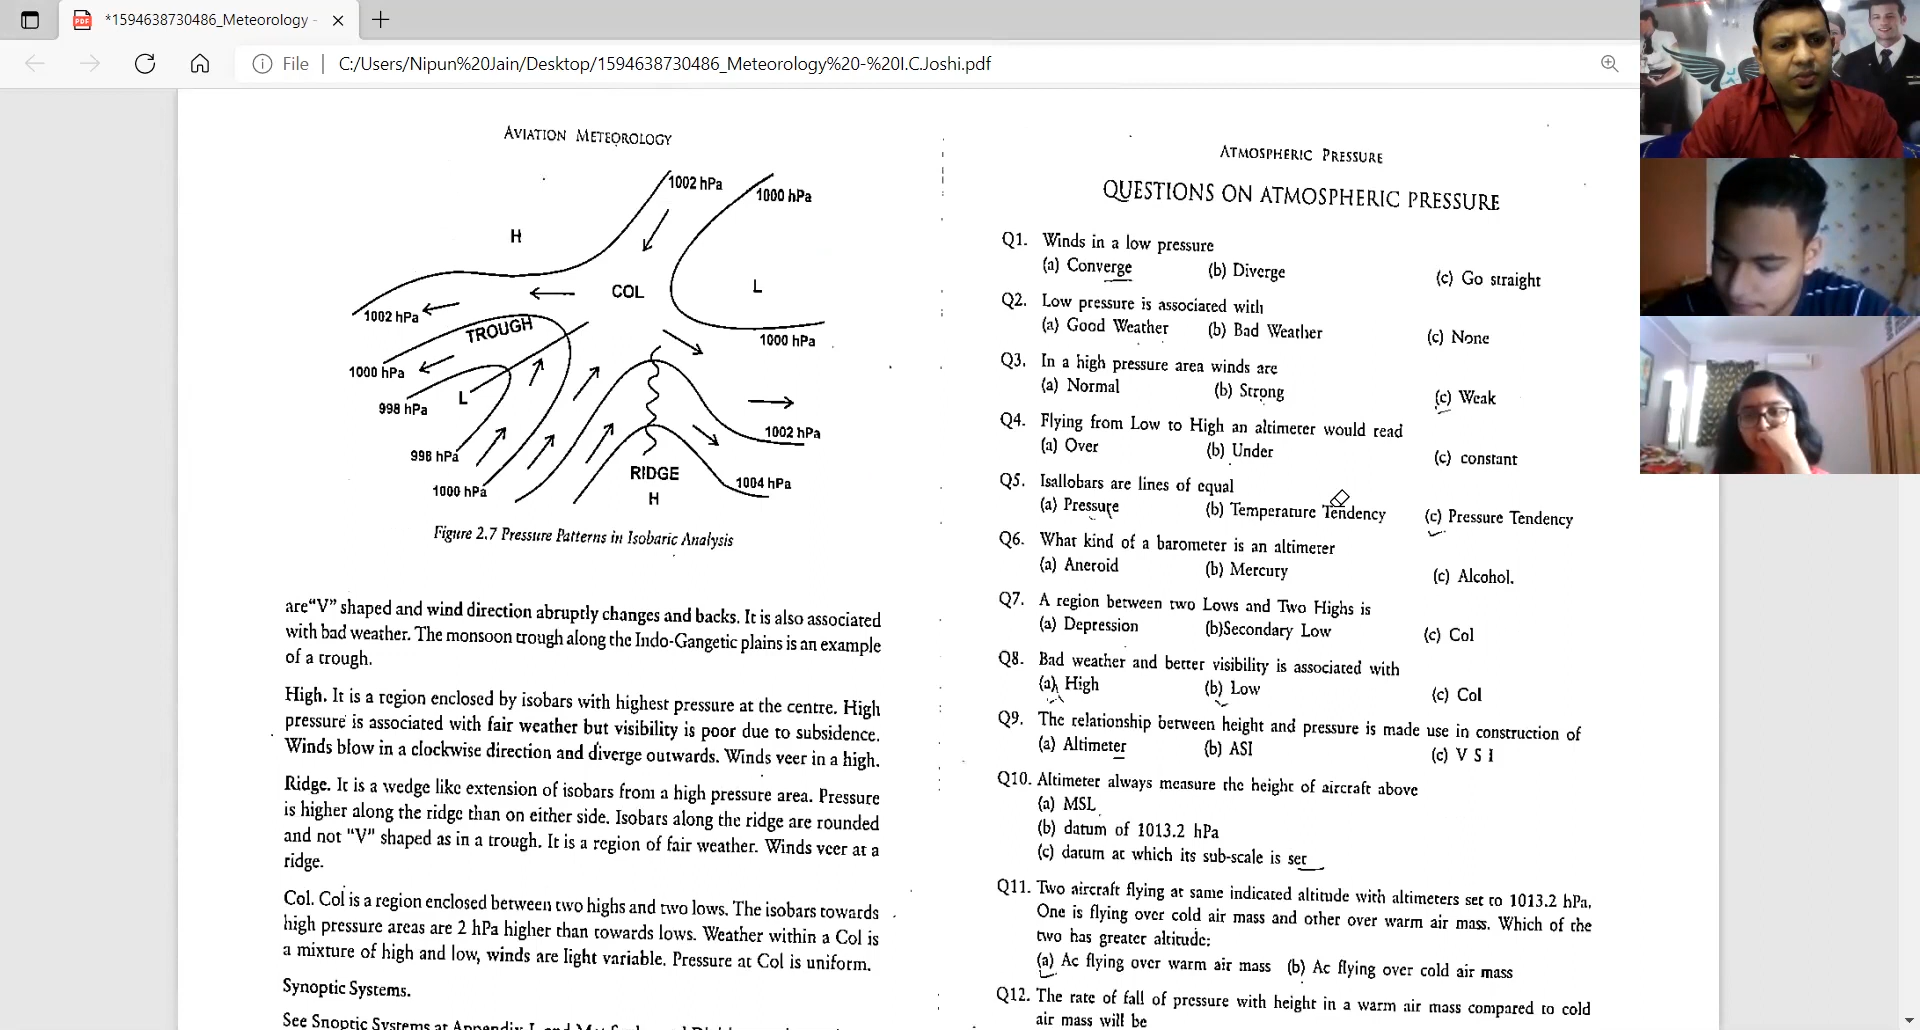 *1594638730486_Meteorology -
File
C:/Users/Nipun%20Jain/Desktop/1594638730486_Meteorology%20-%20I.C.Joshi.pdf
AVIATION METEOROLOGY
1002 hPa
1000 hPa
H
COL
L
1002 hPa
TROUGH
1000 hPa
1000 hPa
L
998 hPa
1002 hPa
998 hPa
RIDGE
1004 hPa
1000 hPa
H
Figure 2.7 Pressure Patterns in Isobaric Analysis
are "V" shaped and wind direction abruptly changes and backs. It is also associated
with bad weather. The monsoon trough along the Indo-Gangetic plains is an example
of a trough.
High. It is a region enclosed by isobars with highest pressure at the centre. High
pressure is associated with fair weather but visibility is poor due to subsidence.
Winds blow in a clockwise direction and diverge outwards. Winds veer in a high.
Ridge. It is a wedge like extension of isobars from a high pressure area. Pressure
is higher along the ridge than on either side. Isobars along the ridge are rounded
and not "V" shaped as in a trough. It is a region of fair weather. Winds veer at a
ridge.
Col. Col is a region enclosed between two highs and two lows. The isobars towards
high pressure areas are 2 hPa higher than towards lows. Weather within a Col is
a mixture of high and low, winds are light variable. Pressure at Col is uniform.
Synoptic Systems.
See Snoptic Systems at Appendix
ATMOSPHERIC PRESSURE
QUESTIONS ON ATMOSPHERIC PRESSURE
Q1. Winds in a low pressure
(a) Converge (b) Diverge (c) Go straight
Q2. Low pressure is associated with
(a) Good Weather (b) Bad Weather (c) None
Q3. In a high pressure area winds are
(a) Normal (b) Strong (c) Weak
Q4. Flying from Low to High an altimeter would read
(a) Over (b) Under (c) constant
Q5. Isallobars are lines of equal
(a) Pressure (b) Temperature Tendency (c) Pressure Tendency
Q6. What kind of a barometer is an altimeter
(a) Aneroid (b) Mercury (c) Alcohol.
Q7. A region between two Lows and Two Highs is
(a) Depression (b)Secondary Low (c) Col
Q8. Bad weather and better visibility is associated with
(a) High (b) Low (c) Col
Q9. The relationship between height and pressure is made use in construction of
(a) Altimeter (b) ASI (c) V S I
Q10. Altimeter always measure the height of aircraft above
(a) MSL
(b) datum of 1013.2 hPa
(c) datum at which its sub-scale is set
Q11. Two aircraft flying at same indicated altitude with altimeters set to 1013.2 hPa,
One is flying over cold air mass and other over warm air mass. Which of the
two has greater altitude:
(a) Ac flying over warm air mass (b) Ac flying over cold air mass
Q12. The rate of fall of pressure with height in a warm air mass compared to cold
air mass will be